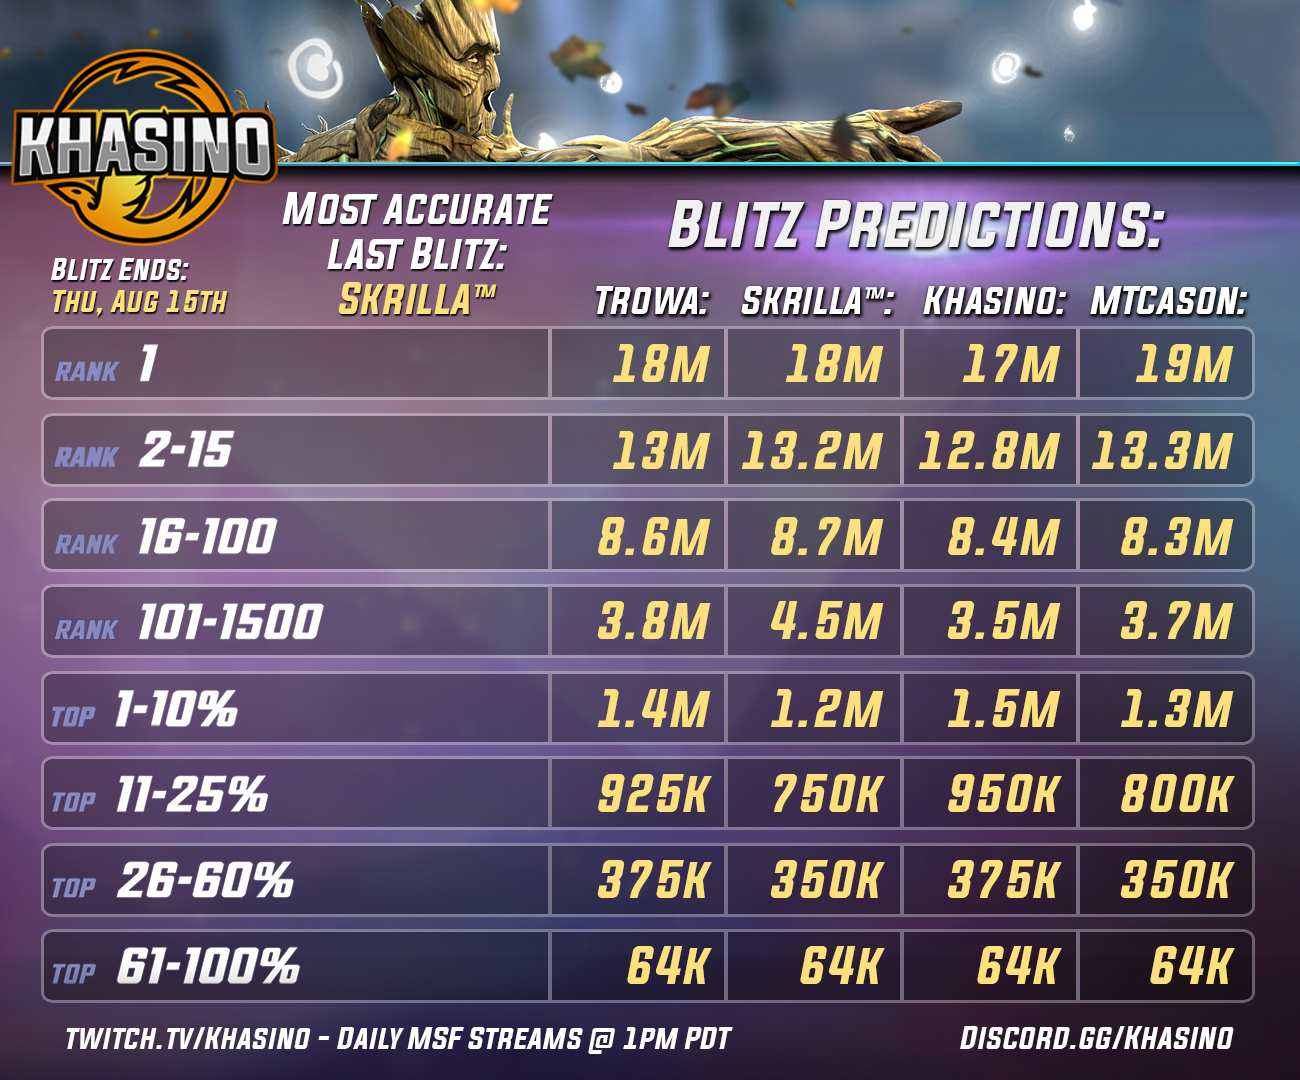 KHASINO
Most accurate
last Blitz:
Skrilla™
Blitz Predictions:
Blitz Ends:
Thu, Aug 15th
Trowa: Skrilla™: Khasino: MTCason:
Rank 1 18M 18M 17M 19M
Rank 2-15 13M 13.2M 12.8M 13.3M
Rank 16-100 8.6M 8.7M 8.4M 8.3M
Rank 101-1500 3.8M 4.5M 3.5M 3.7M
Top 1-10% 1.4M 1.2M 1.5M 1.3M
Top 11-25% 925K 750K 950K 800K
Top 26-60% 375K 350K 375K 350K
Top 61-100% 64K 64K 64K 64K
twitch.tv/Khasino - Daily MSF Streams @ 1pm PDT
Discord.gg/Khasino